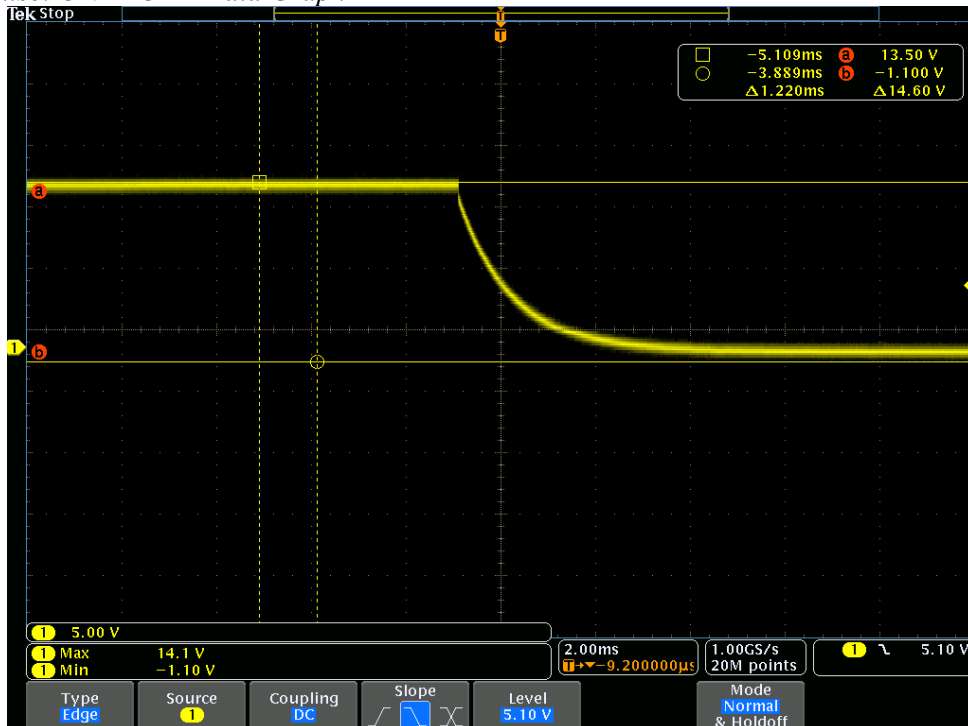 Tek Stop
T
T
−5.109ms a 13.50 V
−3.889ms b −1.100 V
Δ1.220ms Δ14.60 V
a
1
b
1 5.00 V
1 Max 14.1 V
1 Min −1.10 V
2.00ms
T→▼−9.200000µs
1.00GS/s
20M points
1 5.10 V
Type
Edge
Source
1
Coupling
DC
Slope
Level
5.10 V
Mode
Normal
& Holdoff